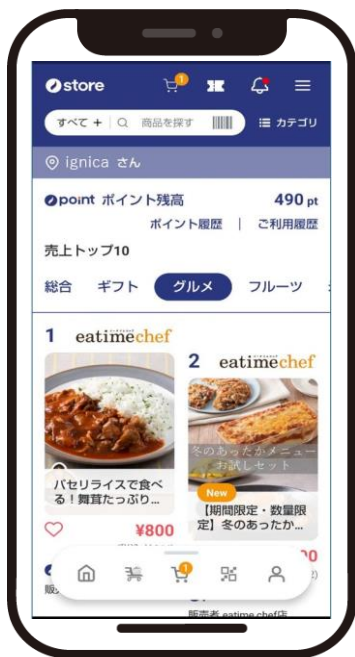 store
1
すべて + 商品を探す カテゴリ
ignica さん
point ポイント残高 490 pt
ポイント履歴 | ご利用履歴
売上トップ10
総合 ギフト グルメ フルーツ
1 eatimechef
パセリライスで食べ
る！舞茸たっぷり...
¥800
2 eatimechef
冬のあったかメニュー
お試しセット
New
【期間限定・数量限
定】冬のあったか...
販売者 eatime chef店
1